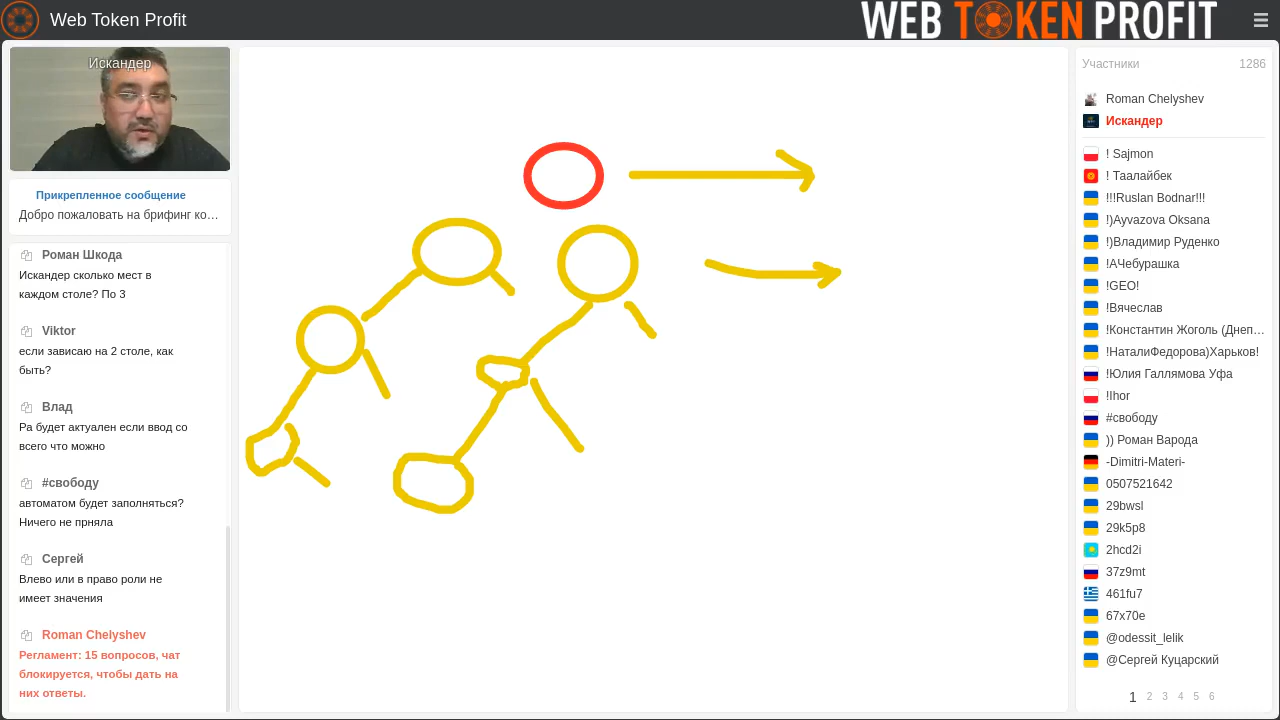 Web Token Profit
WEB TOKEN PROFIT
Искандер
Прикрепленное сообщение
Добро пожаловать на брифинг ко…
Роман Шкода
Искандер сколько мест в
каждом столе? По 3
Viktor
если зависаю на 2 столе, как
быть?
Влад
Ра будет актуален если ввод со
всего что можно
#свободу
автоматом будет заполняться?
Ничего не прняла
Сергей
Влево или в право роли не
имеет значения
Roman Chelyshev
Регламент: 15 вопросов, чат
блокируется, чтобы дать на
них ответы.
Участники 1286
Roman Chelyshev
Искандер
! Sajmon
! Таалайбек
!!!Ruslan Bodnar!!!
!)Ayvazova Oksana
!)Владимир Руденко
!АЧебурашка
!GEO!
!Вячеслав
!Константин Жоголь (Днеп…
!НаталиФедорова)Харьков!
!Юлия Галлямова Уфа
!Ihor
#свободу
)) Роман Варода
-Dimitri-Materi-
0507521642
29bwsl
29k5p8
2hcd2i
37z9mt
461fu7
67x70e
@odessit_lelik
@Сергей Куцарский
1 2 3 4 5 6